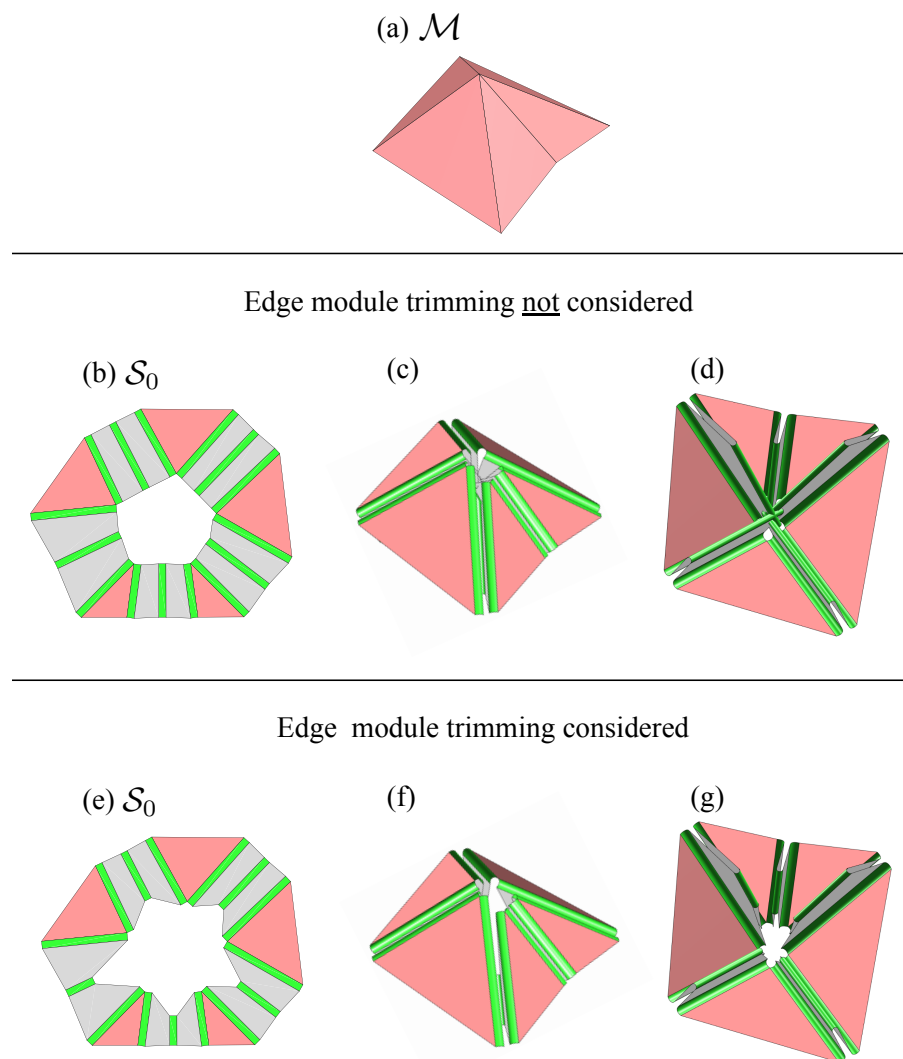 (a) ℳ
Edge module trimming not considered
(b) 𝒮₀
(c)
(d)
Edge module trimming considered
(e) 𝒮₀
(f)
(g)